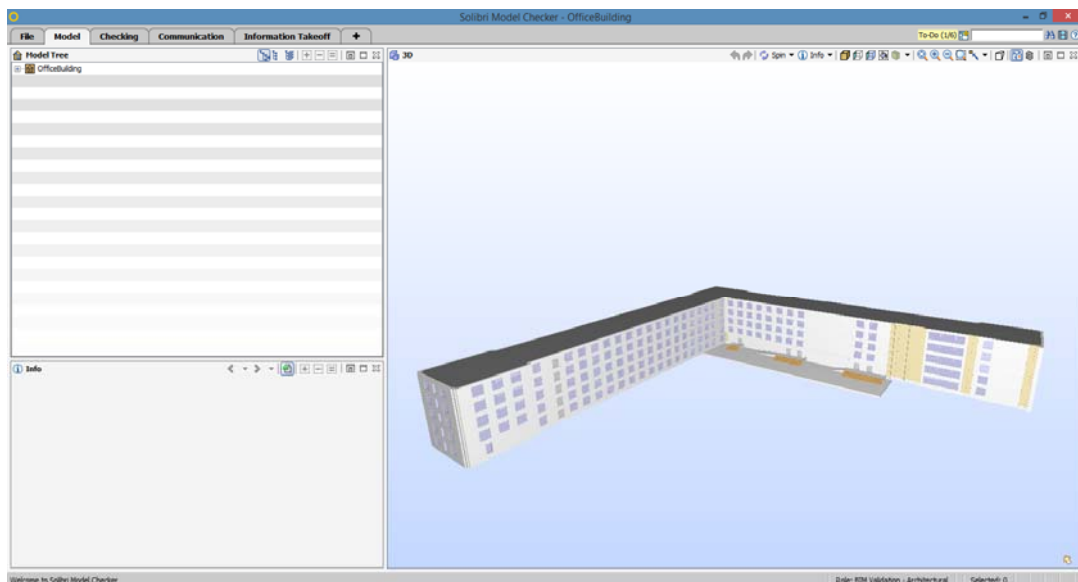 Solibri Model Checker - OfficeBuilding
File Model Checking Communication Information Takeoff +
To-Do (1/6)
Model Tree
OfficeBuilding
3D
Spin Info
Info
Welcome to Solibri Model Checker
Role: BIM Validation - Architectural Selected: 0